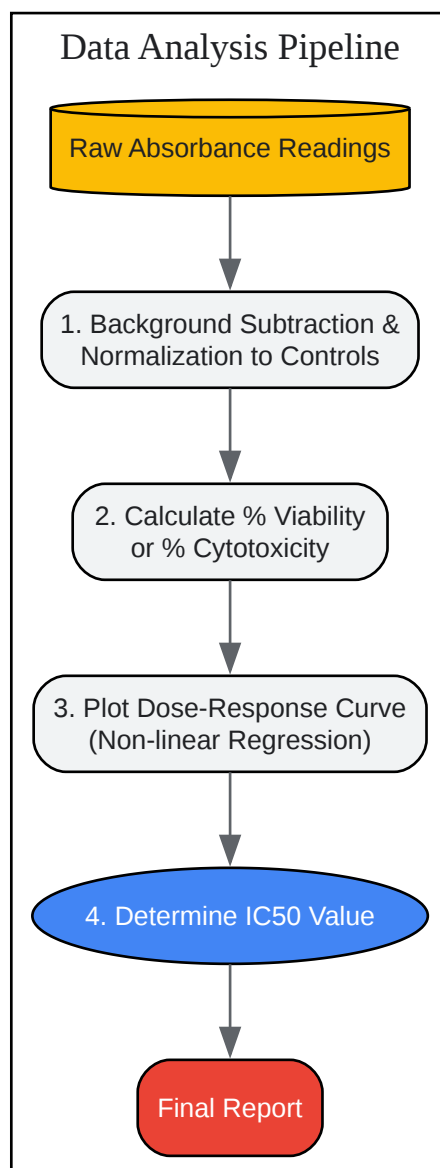 Data Analysis Pipeline
Raw Absorbance Readings
1. Background Subtraction &
Normalization to Controls
2. Calculate % Viability
or % Cytotoxicity
3. Plot Dose-Response Curve
(Non-linear Regression)
4. Determine IC50 Value
Final Report